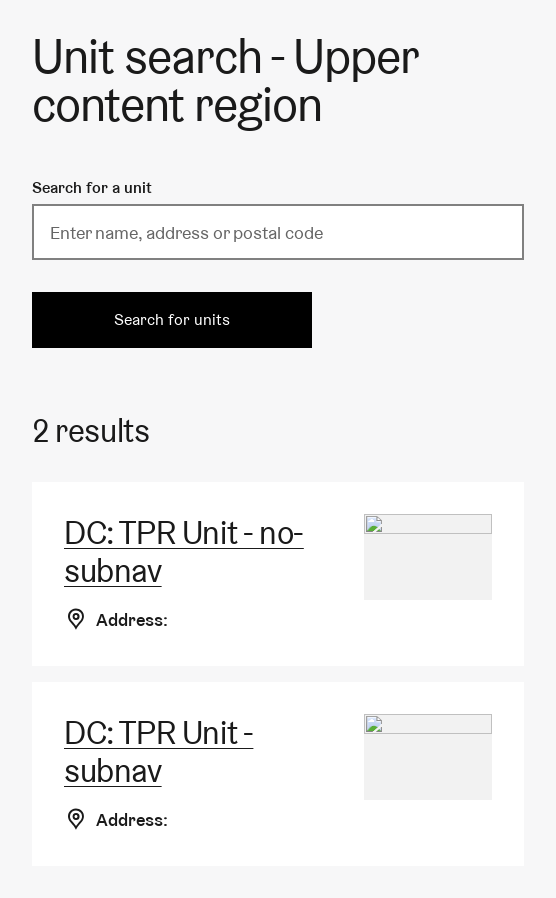 Unit search - Upper
content region
Search for a unit
Enter name, address or postal code
Search for units
2 results
DC: TPR Unit - no-
subnav
Address:
DC: TPR Unit -
subnav
Address: